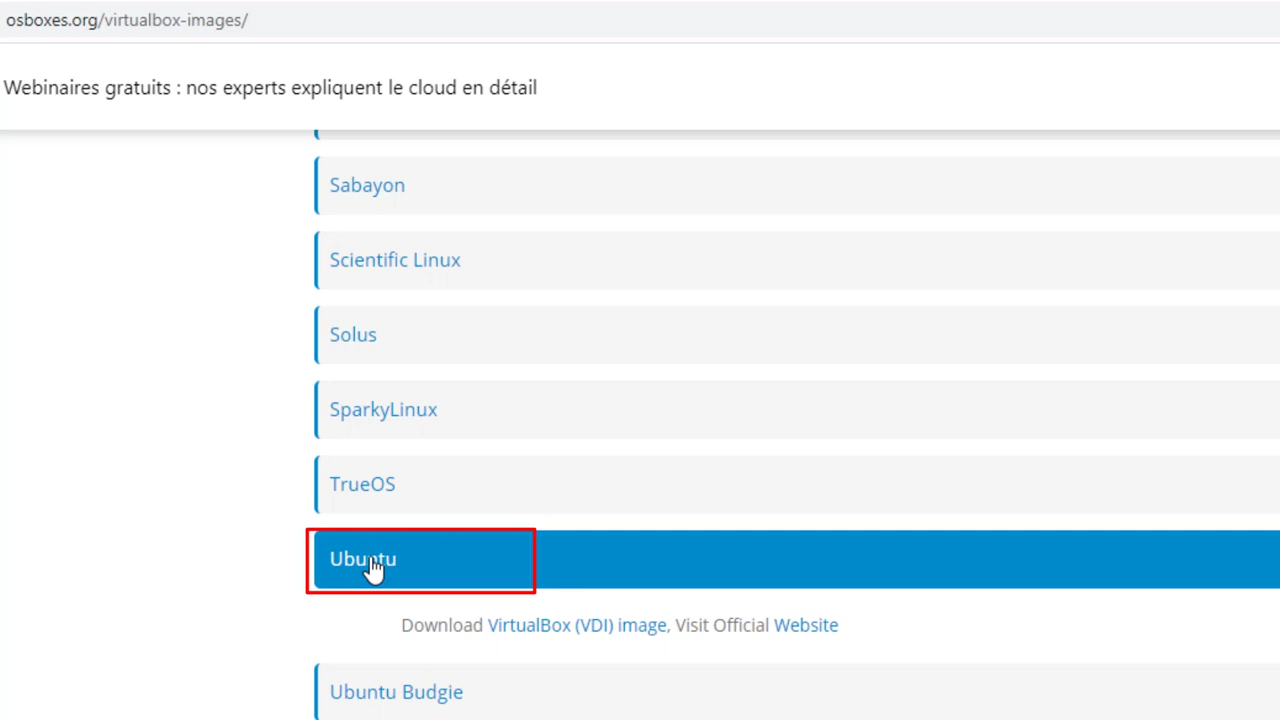 osboxes.org/virtualbox-images/
Webinaires gratuits : nos experts expliquent le cloud en détail
Sabayon
Scientific Linux
Solus
SparkyLinux
TrueOS
Ubuntu
Download VirtualBox (VDI) image, Visit Official Website
Ubuntu Budgie